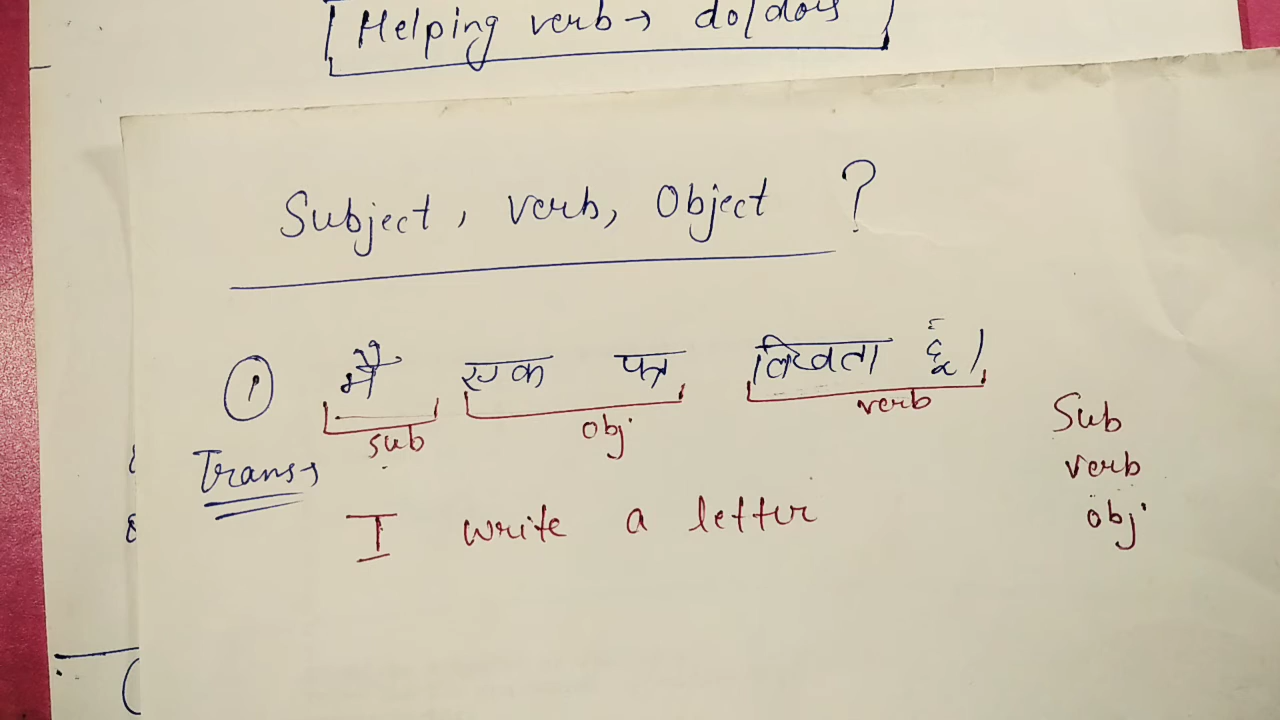 Helping verb → do/does
Subject, verb, Object ?
① मै एक पत्र लिखता हूं।
sub obj verb
Trans→
I write a letter
Sub
verb
obj